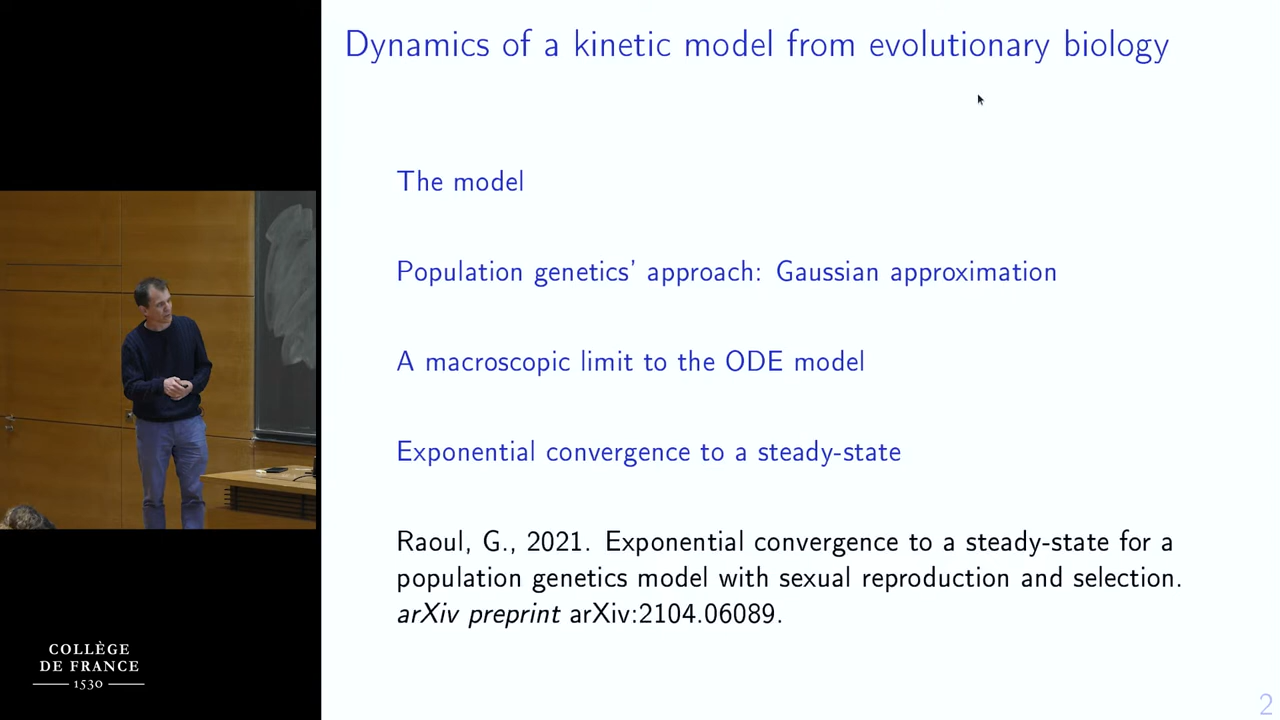 Dynamics of a kinetic model from evolutionary biology
The model
Population genetics' approach: Gaussian approximation
A macroscopic limit to the ODE model
Exponential convergence to a steady-state
Raoul, G., 2021. Exponential convergence to a steady-state for a
population genetics model with sexual reproduction and selection.
arXiv preprint arXiv:2104.06089.
COLLÈGE
DE FRANCE
1530
2